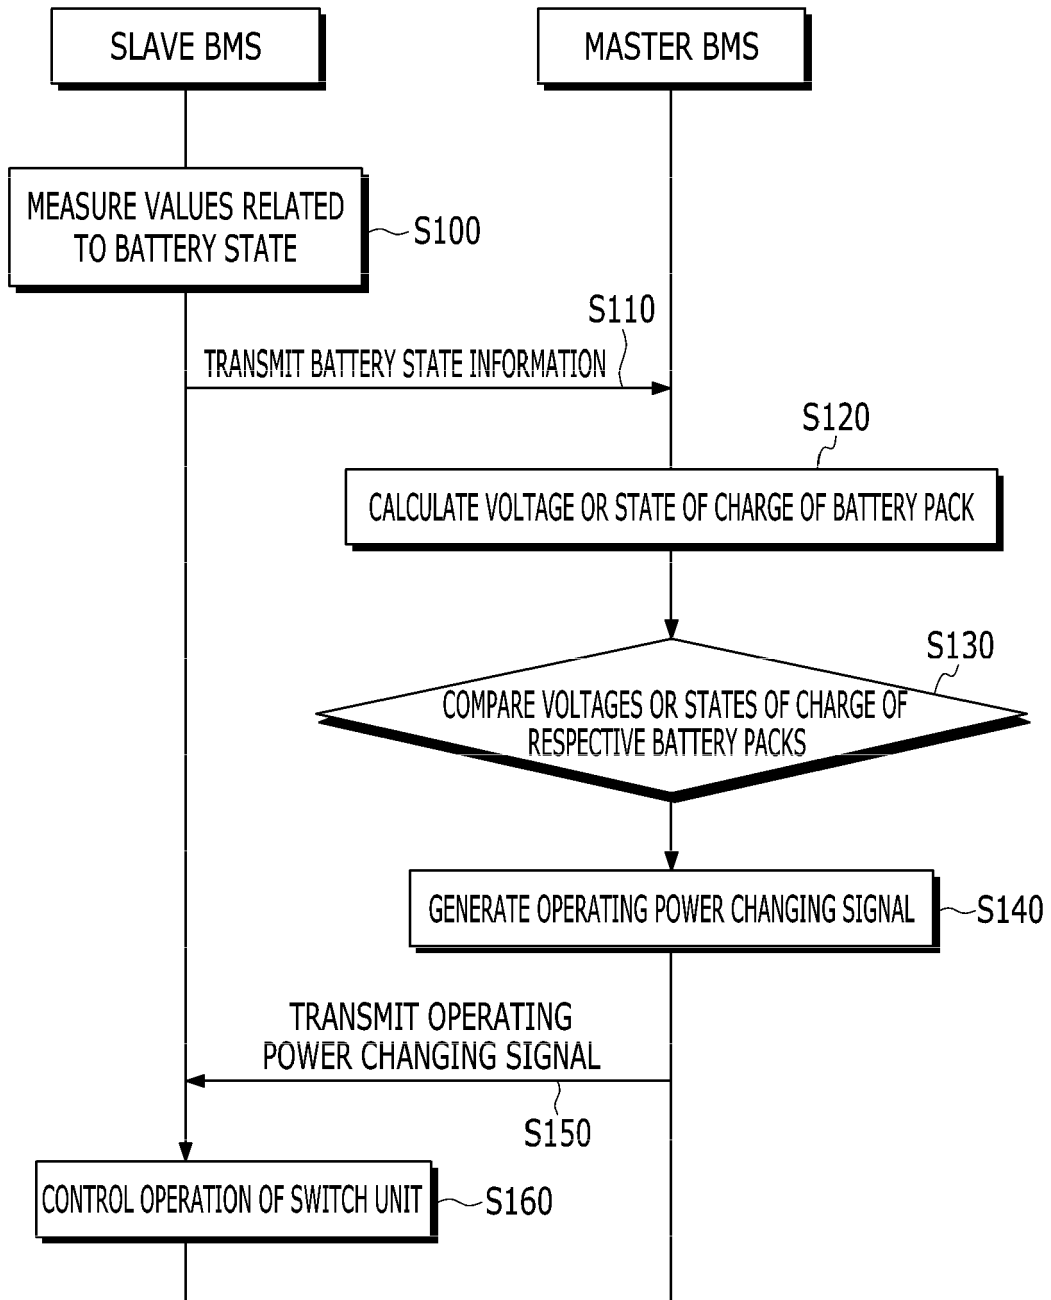 SLAVE BMS
MASTER BMS
MEASURE VALUES RELATED
TO BATTERY STATE
S100
S110
TRANSMIT BATTERY STATE INFORMATION
S120
CALCULATE VOLTAGE OR STATE OF CHARGE OF BATTERY PACK
S130
COMPARE VOLTAGES OR STATES OF CHARGE OF
RESPECTIVE BATTERY PACKS
GENERATE OPERATING POWER CHANGING SIGNAL
S140
TRANSMIT OPERATING
POWER CHANGING SIGNAL
S150
CONTROL OPERATION OF SWITCH UNIT
S160